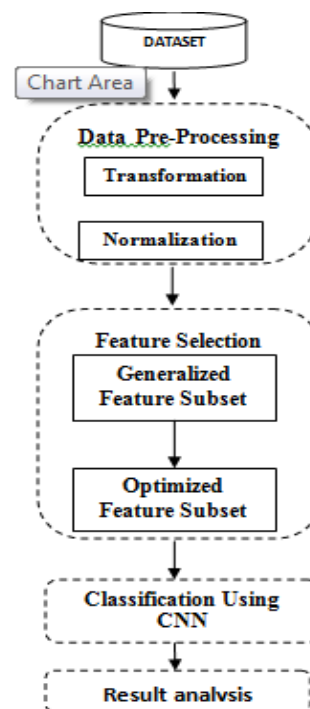 DATASET
Chart Area
Data Pre-Processing
Transformation
Normalization
Feature Selection
Generalized
Feature Subset
Optimized
Feature Subset
Classification Using
CNN
Result analysis